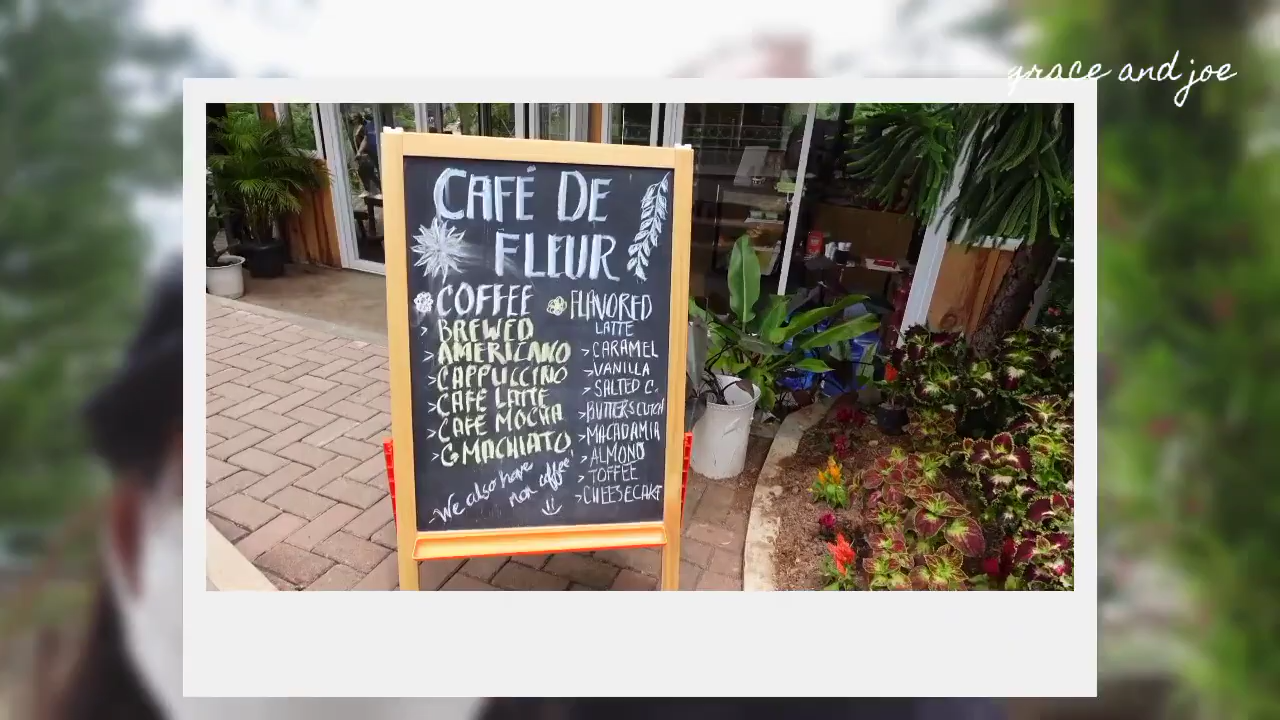 grace and joe
CAFÉ DE
FLEUR
COFFEE
> BREWED
> AMERICANO
> CAPPUCCINO
> CAFE LATTE
> CAFE MOCHA
> C MACHIATO
- We also have
non coffee
FLAVORED
LATTE
> CARAMEL
> VANILLA
> SALTED C.
> BUTTERSCUTCH
> MACADAMIA
> ALMOND
> TOFFEE
> CHEESECAKE